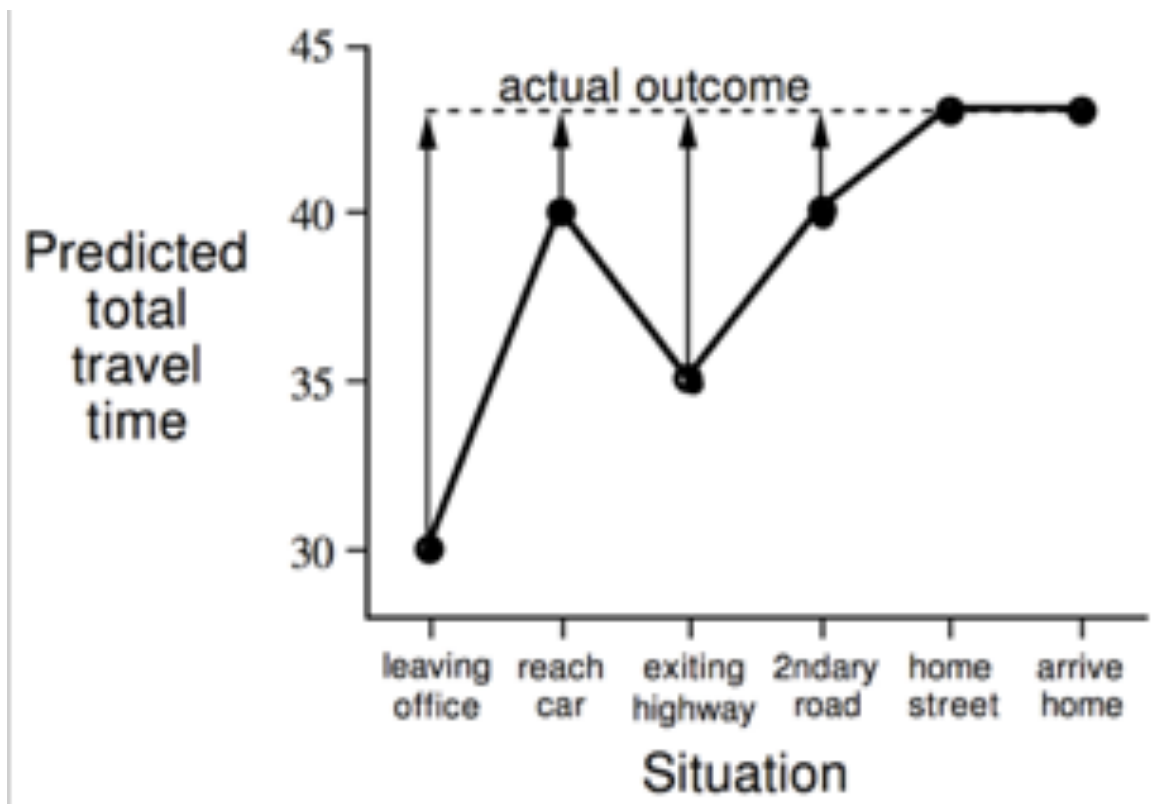 45
actual outcome
40
Predicted
total
travel
time
35
30
leaving reach exiting 2ndary home arrive
office car highway road street home
Situation